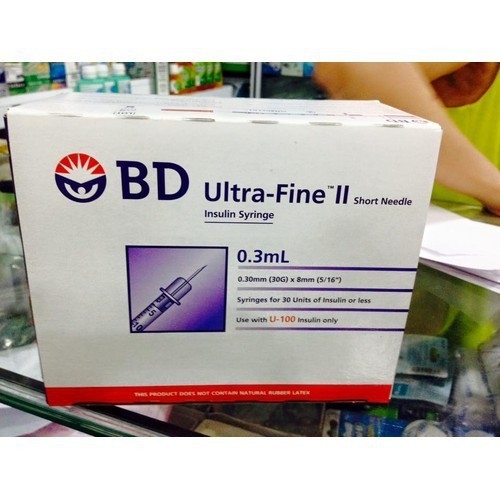 BD
Ultra-Fine™ II Short Needle
Insulin Syringe
0.3mL
0.30mm (30G) x 8mm (5/16")
Syringes for 30 Units of Insulin or less
Use with U-100 Insulin only
THIS PRODUCT DOES NOT CONTAIN NATURAL RUBBER LATEX